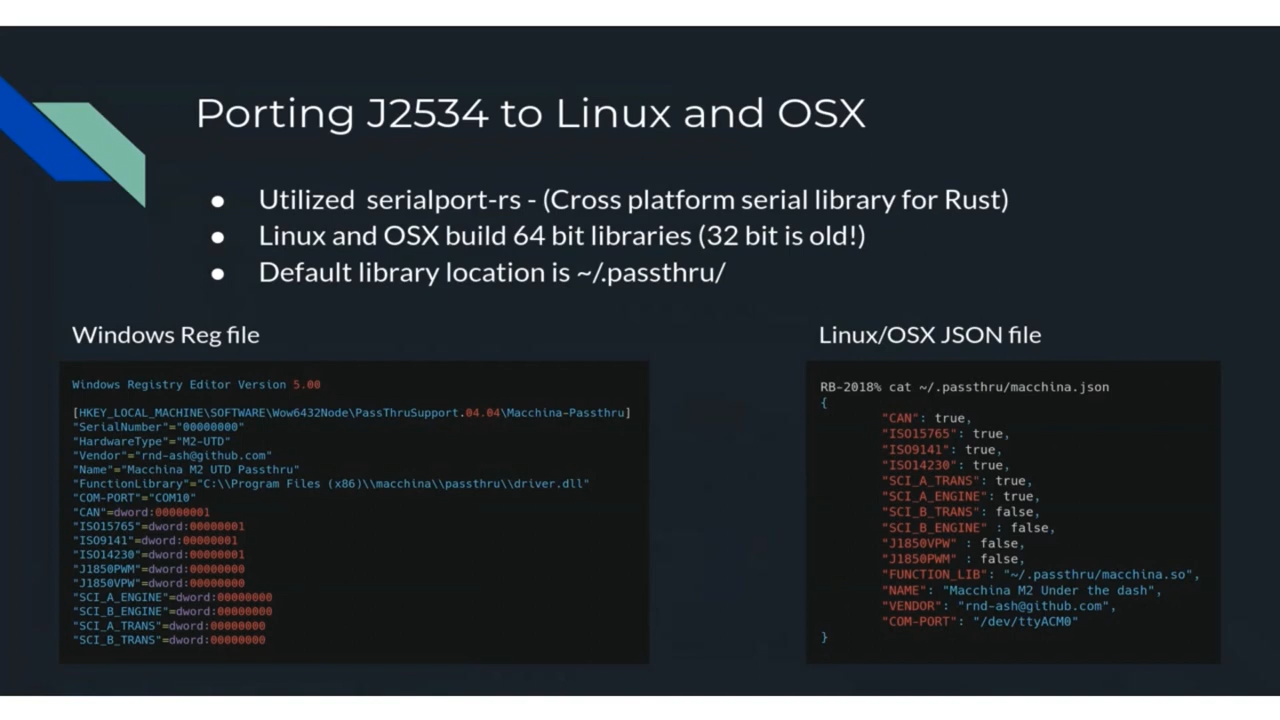 Porting J2534 to Linux and OSX
● Utilized serialport-rs - (Cross platform serial library for Rust)
● Linux and OSX build 64 bit libraries (32 bit is old!)
● Default library location is ~/.passthru/
Windows Reg file
Windows Registry Editor Version 5.00
[HKEY_LOCAL_MACHINE\SOFTWARE\Wow6432Node\PassThruSupport.04.04\Macchina-Passthru]
"SerialNumber"="00000000"
"HardwareType"="M2-UTD"
"Vendor"="rnd-ash@github.com"
"Name"="Macchina M2 UTD Passthru"
"FunctionLibrary"="C:\\Program Files (x86)\\macchina\\passthru\\driver.dll"
"COM-PORT"="COM10"
"CAN"=dword:00000001
"ISO15765"=dword:00000001
"ISO9141"=dword:00000001
"ISO14230"=dword:00000001
"J1850PWM"=dword:00000000
"J1850VPW"=dword:00000000
"SCI_A_ENGINE"=dword:00000000
"SCI_B_ENGINE"=dword:00000000
"SCI_A_TRANS"=dword:00000000
"SCI_B_TRANS"=dword:00000000
Linux/OSX JSON file
RB-2018% cat ~/.passthru/macchina.json
{
"CAN": true,
"ISO15765": true,
"ISO9141": true,
"ISO14230": true,
"SCI_A_TRANS": true,
"SCI_A_ENGINE": true,
"SCI_B_TRANS": false,
"SCI_B_ENGINE" : false,
"J1850VPW" : false,
"J1850PWM" : false,
"FUNCTION_LIB": "~/.passthru/macchina.so",
"NAME": "Macchina M2 Under the dash",
"VENDOR": "rnd-ash@github.com",
"COM-PORT": "/dev/ttyACM0"
}